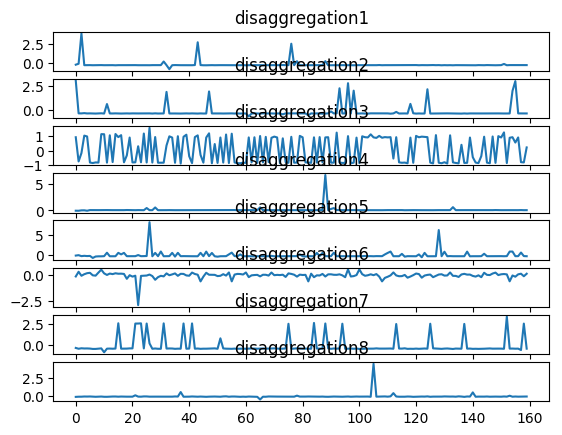 disaggregation1
2.5
0.0
disaggregation2
2.5
0.0
disaggregation3
1
0
−1
disaggregation4
5
0
disaggregation5
5
0
disaggregation6
0.0
−2.5
disaggregation7
2.5
0.0
disaggregation8
2.5
0.0
0 20 40 60 80 100 120 140 160